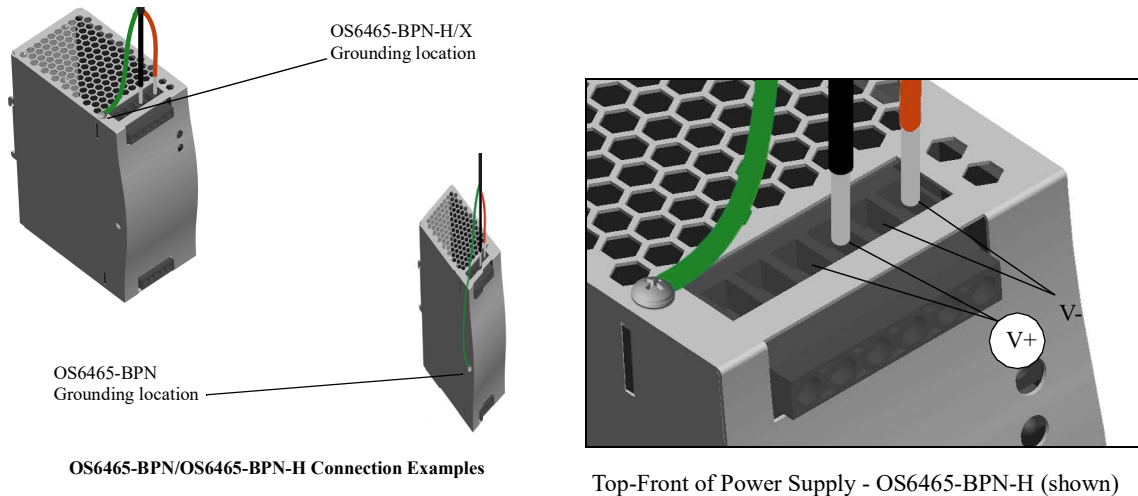 OS6465-BPN-H/X
Grounding location
OS6465-BPN
Grounding location
OS6465-BPN/OS6465-BPN-H Connection Examples
V-
V+
Top-Front of Power Supply - OS6465-BPN-H (shown)